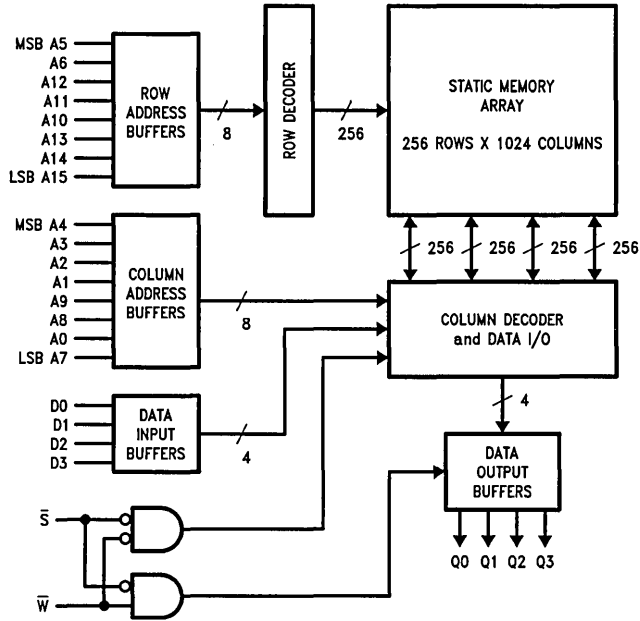 MSB A5
A6
A12
A11
A10
A13
A14
LSB A15
ROW
ADDRESS
BUFFERS
8
ROW DECODER
256
STATIC MEMORY
ARRAY
256 ROWS X 1024 COLUMNS
MSB A4
A3
A2
A1
A9
A8
A0
LSB A7
COLUMN
ADDRESS
BUFFERS
8
256
256
256
256
COLUMN DECODER
and DATA I/O
D0
D1
D2
D3
DATA
INPUT
BUFFERS
4
4
DATA
OUTPUT
BUFFERS
Q0 Q1 Q2 Q3
S̅
W̅